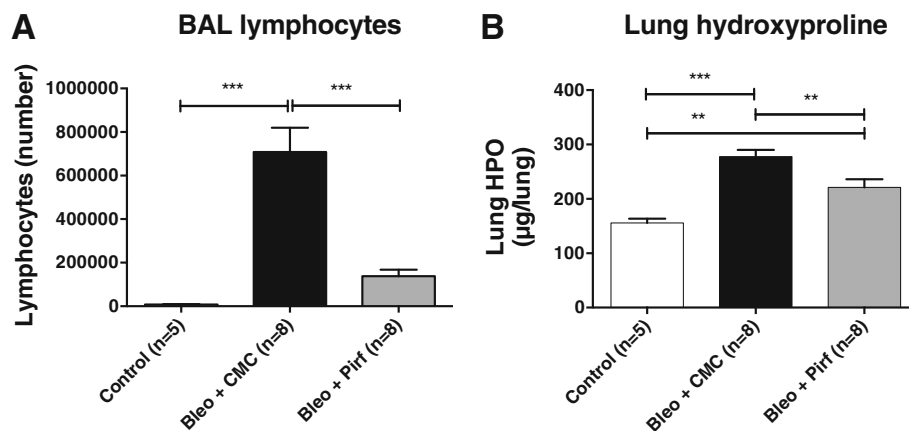 A
BAL lymphocytes
Lymphocytes (number)
1000000
800000
600000
400000
200000
0
***
***
Control (n=5)
Bleo + CMC (n=8)
Bleo + Pirf (n=8)
B
Lung hydroxyproline
Lung HPO
(µg/lung)
400
300
200
100
0
***
**
**
Control (n=5)
Bleo + CMC (n=8)
Bleo + Pirf (n=8)